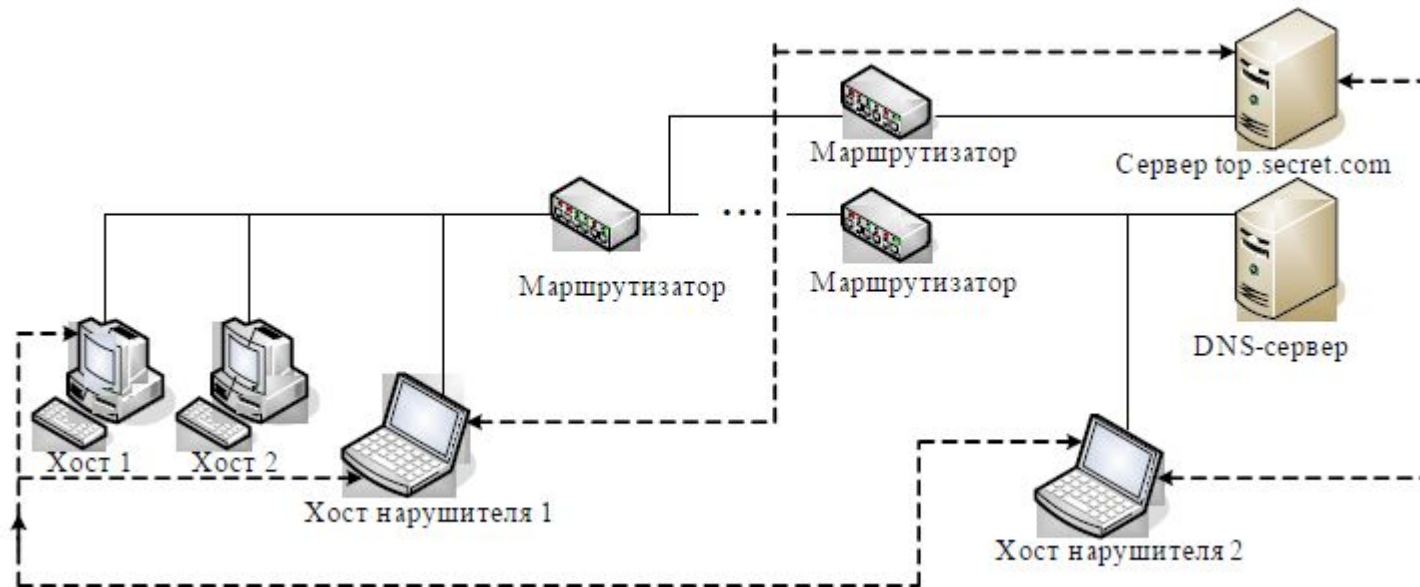 Маршрутизатор
Сервер top.secret.com
Маршрутизатор
Маршрутизатор
...
DNS-сервер
Хост 1
Хост 2
Хост нарушителя 1
Хост нарушителя 2